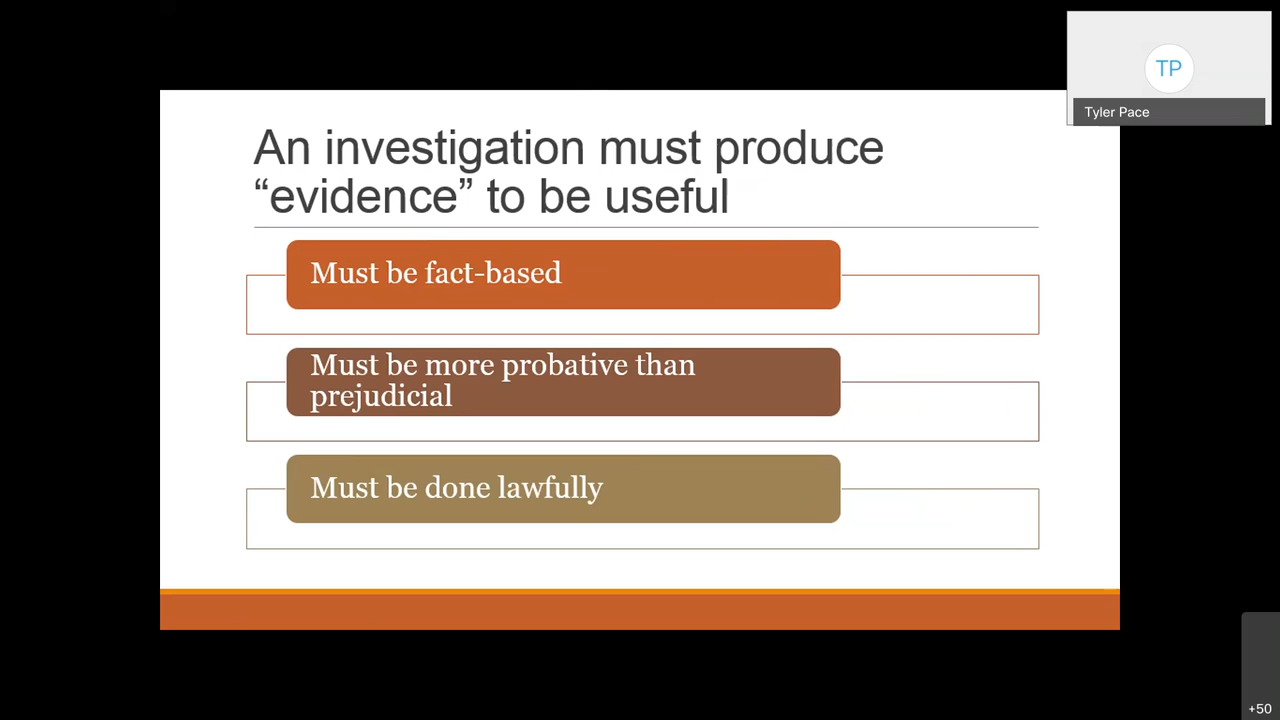 An investigation must produce
“evidence” to be useful
Must be fact-based
Must be more probative than
prejudicial
Must be done lawfully
TP
Tyler Pace
+50